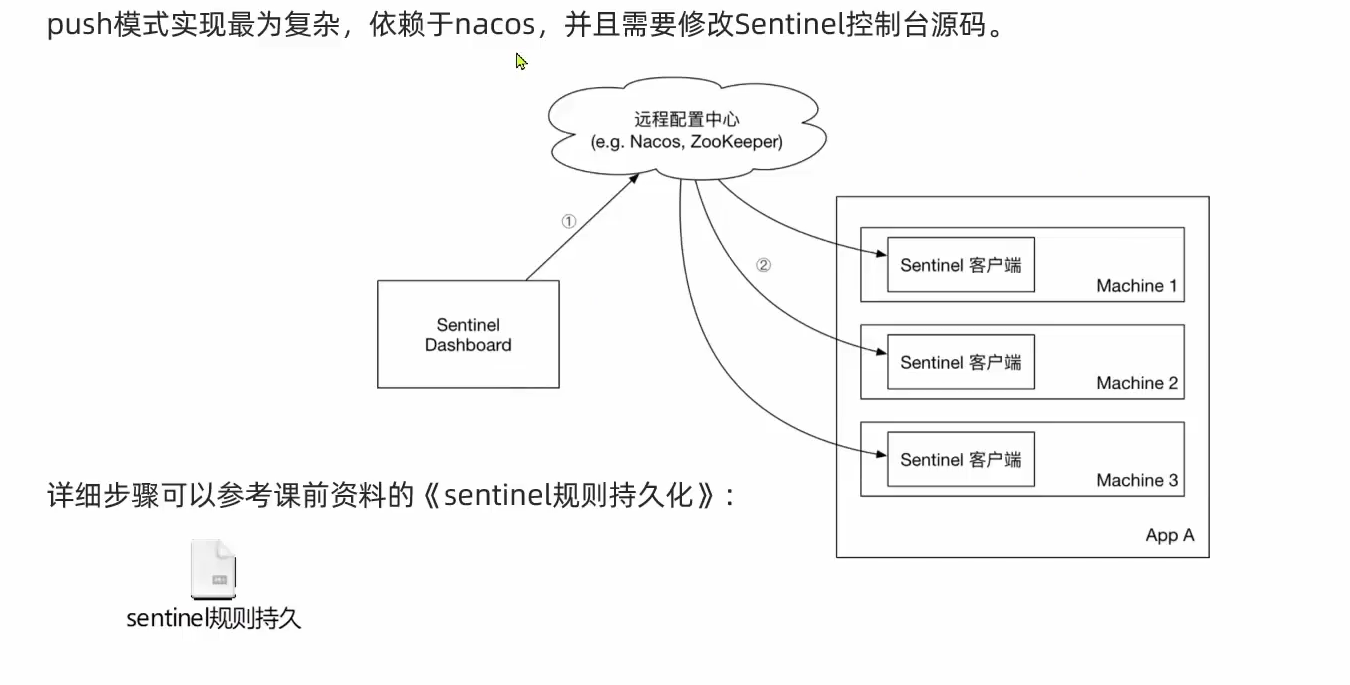 push模式实现最为复杂，依赖于nacos，并且需要修改Sentinel控制台源码。
远程配置中心
(e.g. Nacos, ZooKeeper)
①
②
Sentinel
Dashboard
Sentinel 客户端
Machine 1
Sentinel 客户端
Machine 2
Sentinel 客户端
Machine 3
App A
详细步骤可以参考课前资料的《sentinel规则持久化》：
sentinel规则持久